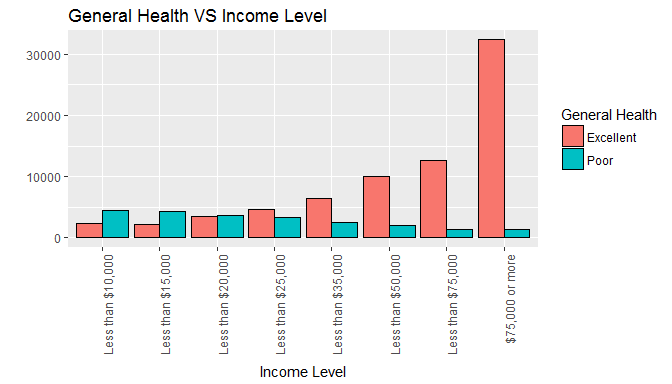 General Health VS Income Level
30000
20000
10000
0
Less than $10,000
Less than $15,000
Less than $20,000
Less than $25,000
Less than $35,000
Less than $50,000
Less than $75,000
$75,000 or more
Income Level
General Health
Excellent
Poor